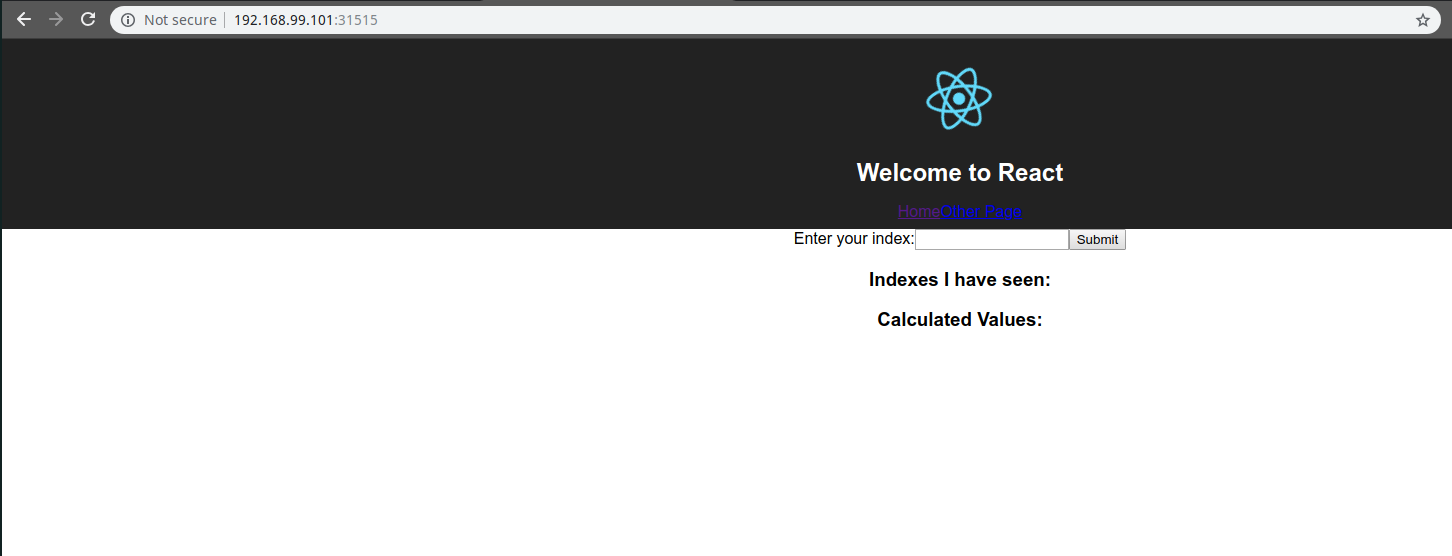 Not secure | 192.168.99.101:31515
Welcome to React
HomeOther Page
Enter your index: Submit
Indexes I have seen:
Calculated Values: